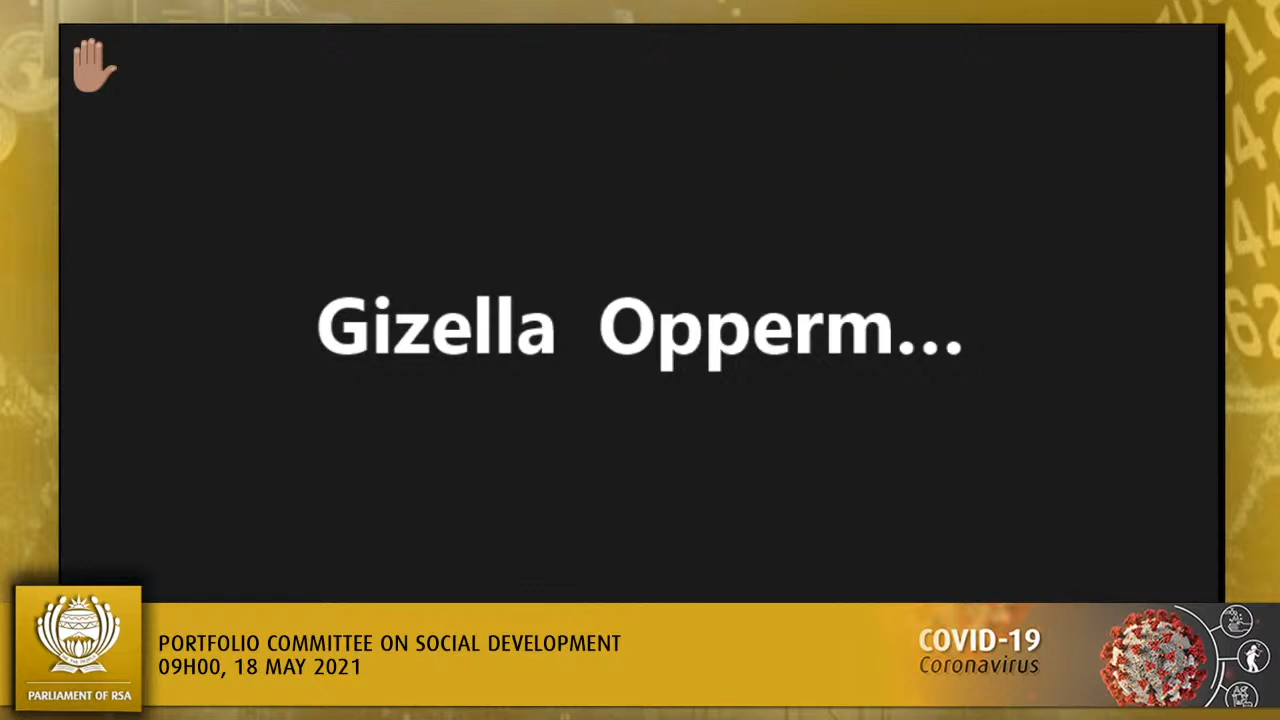 Gizella Opperm...
PORTFOLIO COMMITTEE ON SOCIAL DEVELOPMENT
09H00, 18 MAY 2021
PARLIAMENT OF RSA
COVID-19
Coronavirus